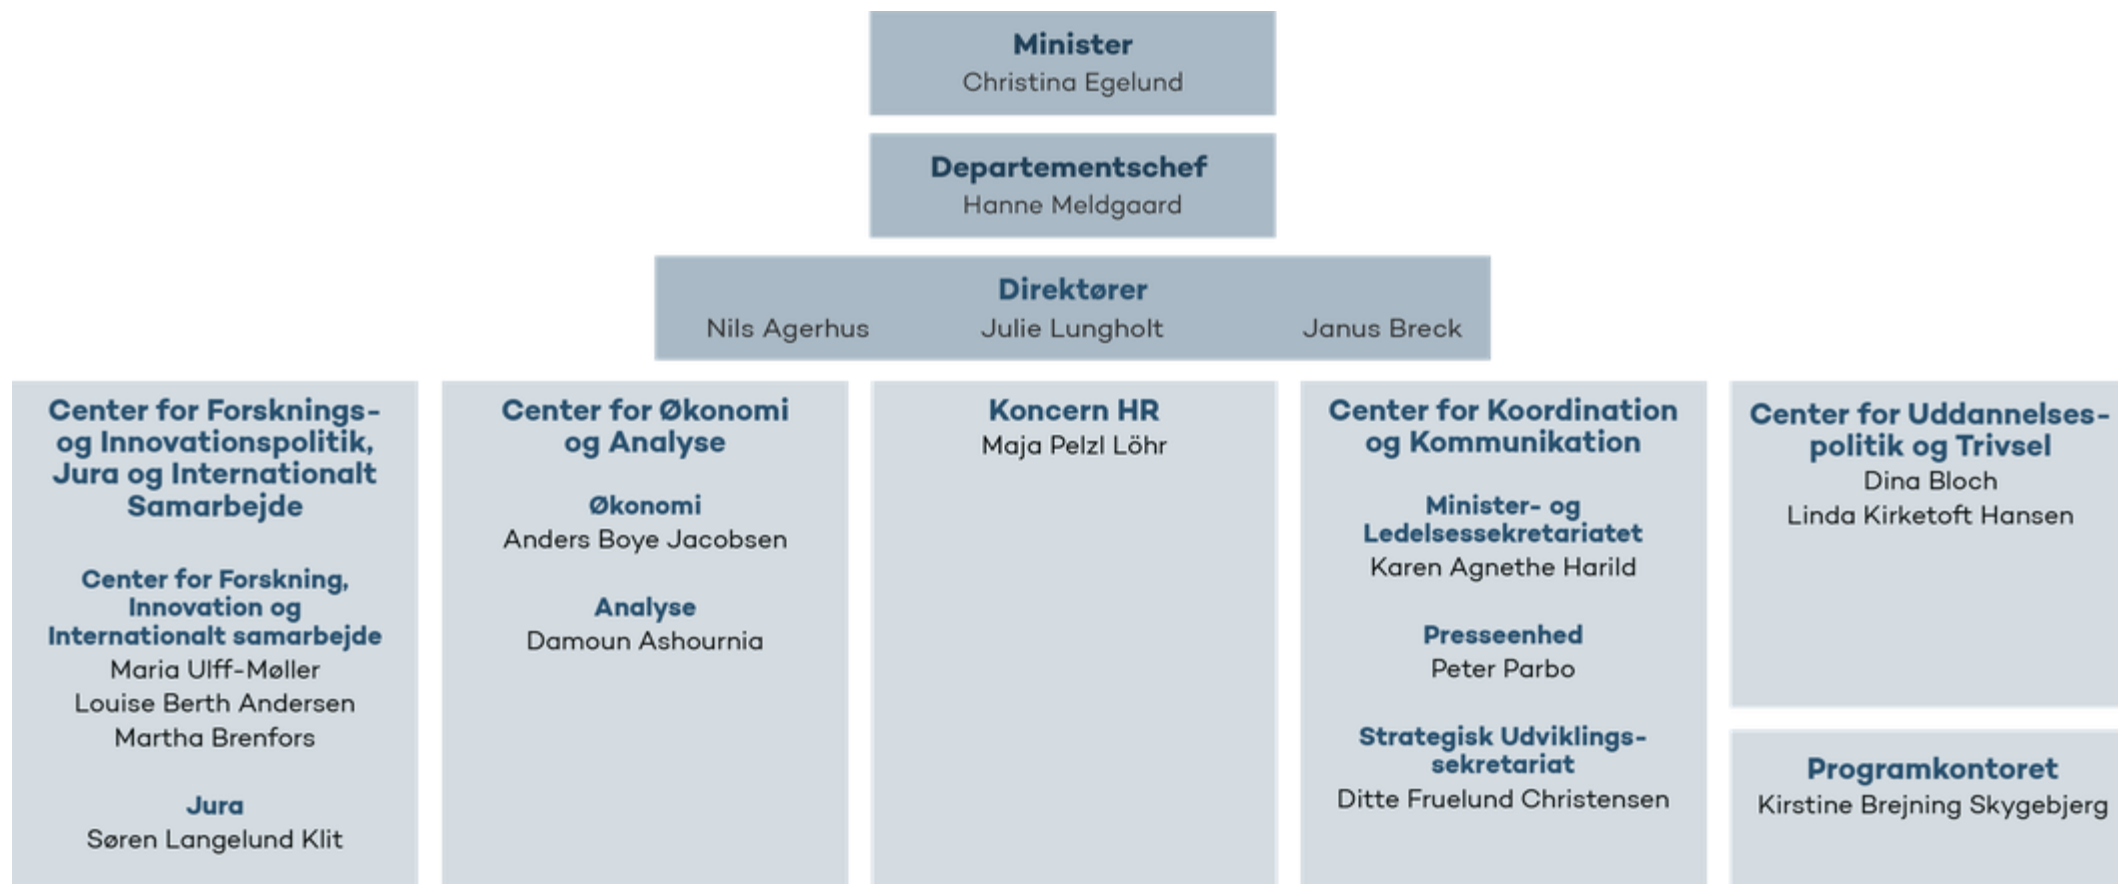 Minister
Christina Egelund
Departementschef
Hanne Meldgaard
Direktører
Nils Agerhus
Julie Lungholt
Janus Breck
Center for Forsknings-
og Innovationspolitik,
Jura og Internationalt
Samarbejde
Center for Forskning,
Innovation og
Internationalt samarbejde
Maria Ulff-Møller
Louise Berth Andersen
Martha Brenfors
Jura
Søren Langelund Klit
Center for Økonomi
og Analyse
Økonomi
Anders Boye Jacobsen
Analyse
Damoun Ashournia
Koncern HR
Maja Pelzl Löhr
Center for Koordination
og Kommunikation
Minister- og
Ledelsessekretariatet
Karen Agnethe Harild
Presseenhed
Peter Parbo
Strategisk Udviklings-
sekretariat
Ditte Fruelund Christensen
Center for Uddannelses-
politik og Trivsel
Dina Bloch
Linda Kirketoft Hansen
Programkontoret
Kirstine Brejning Skygebjerg